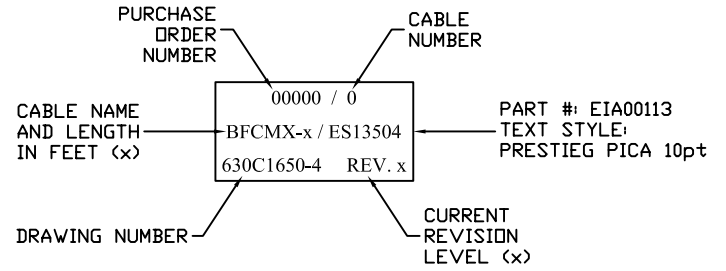 PURCHASE
ORDER
NUMBER
CABLE
NUMBER
00000 / 0
CABLE NAME
AND LENGTH
IN FEET (x)
BFCMX-x / ES13504
PART #: EIA00113
TEXT STYLE:
PRESTIEG PICA 10pt
630C1650-4 REV. x
DRAWING NUMBER
CURRENT
REVISION
LEVEL (x)